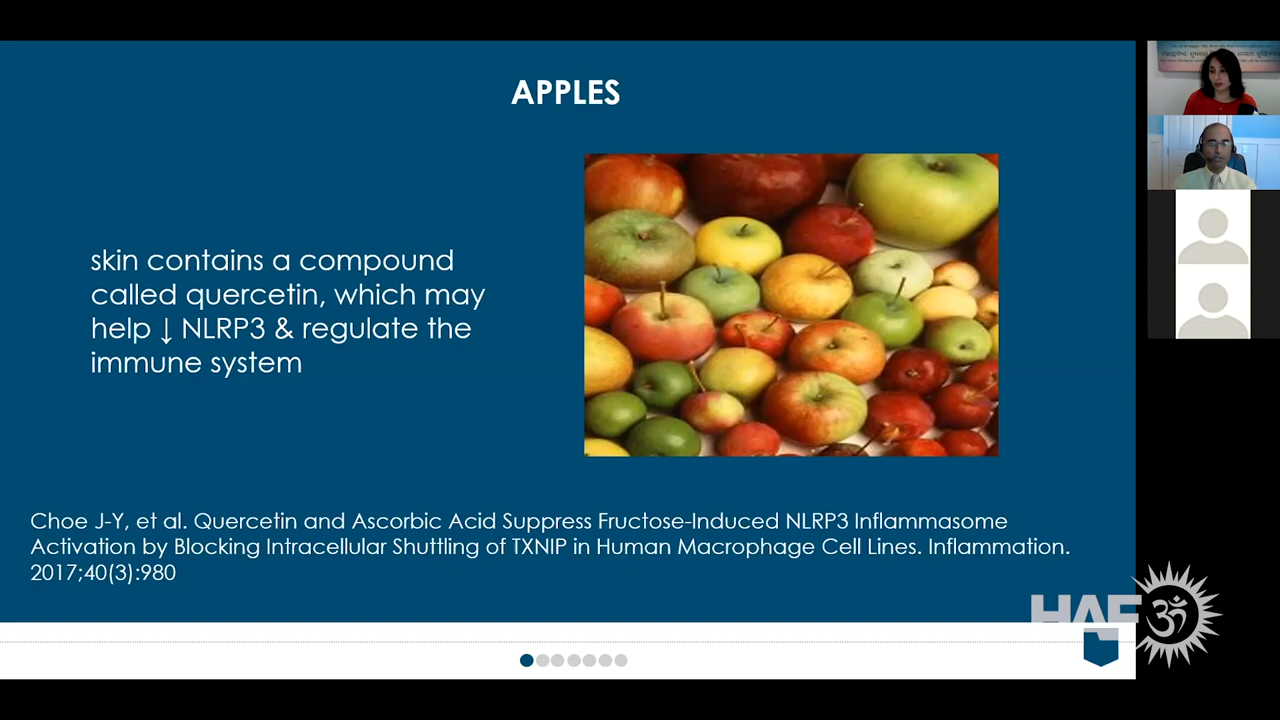 APPLES
skin contains a compound
called quercetin, which may
help ↓ NLRP3 & regulate the
immune system
Choe J-Y, et al. Quercetin and Ascorbic Acid Suppress Fructose-Induced NLRP3 Inflammasome
Activation by Blocking Intracellular Shuttling of TXNIP in Human Macrophage Cell Lines. Inflammation.
2017;40(3):980
HAF ॐ